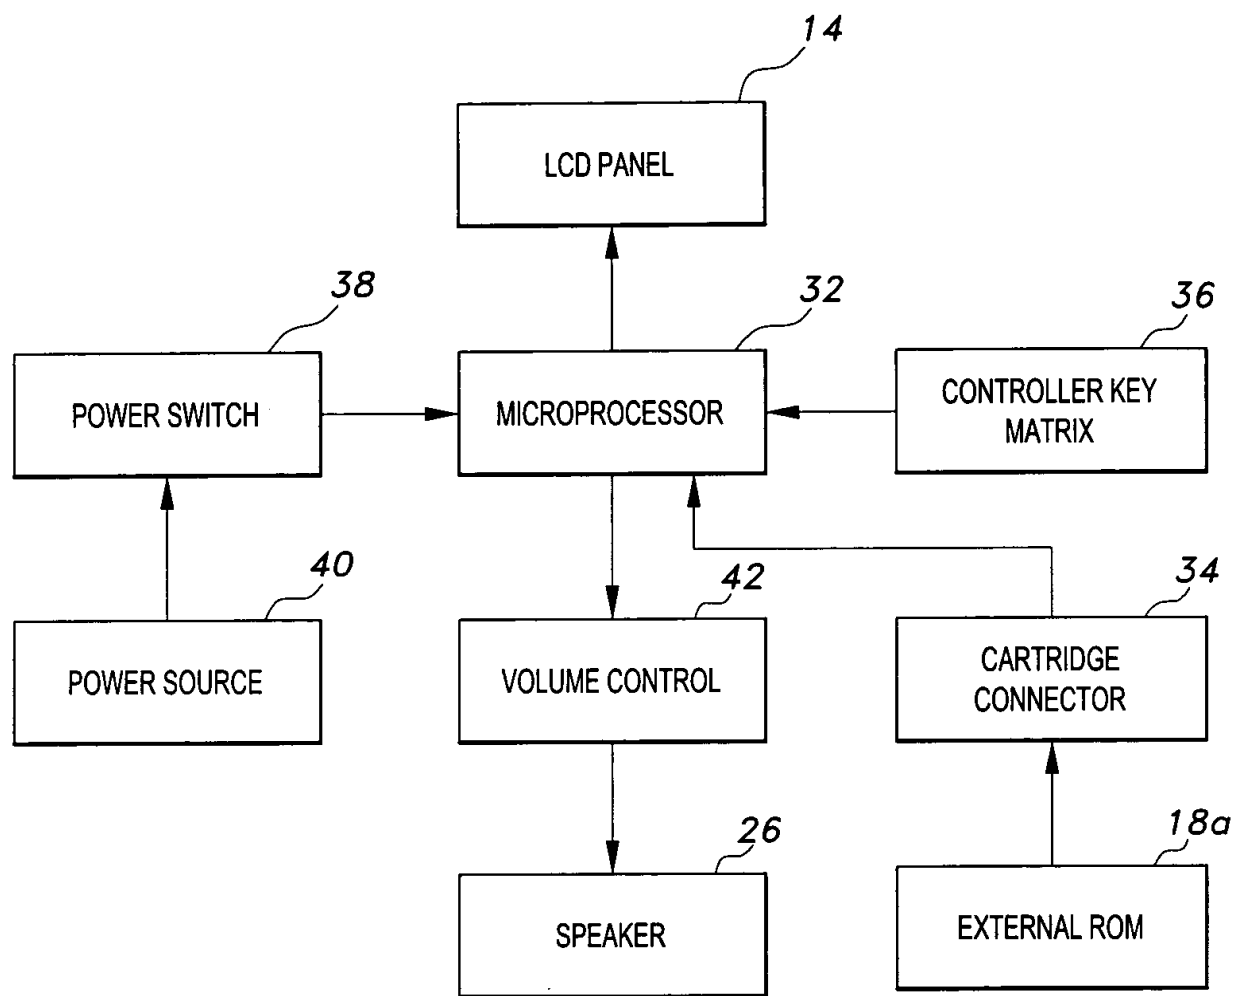 14
LCD PANEL
38
32
36
POWER SWITCH
MICROPROCESSOR
CONTROLLER KEY
MATRIX
40
42
34
POWER SOURCE
VOLUME CONTROL
CARTRIDGE
CONNECTOR
26
18a
SPEAKER
EXTERNAL ROM